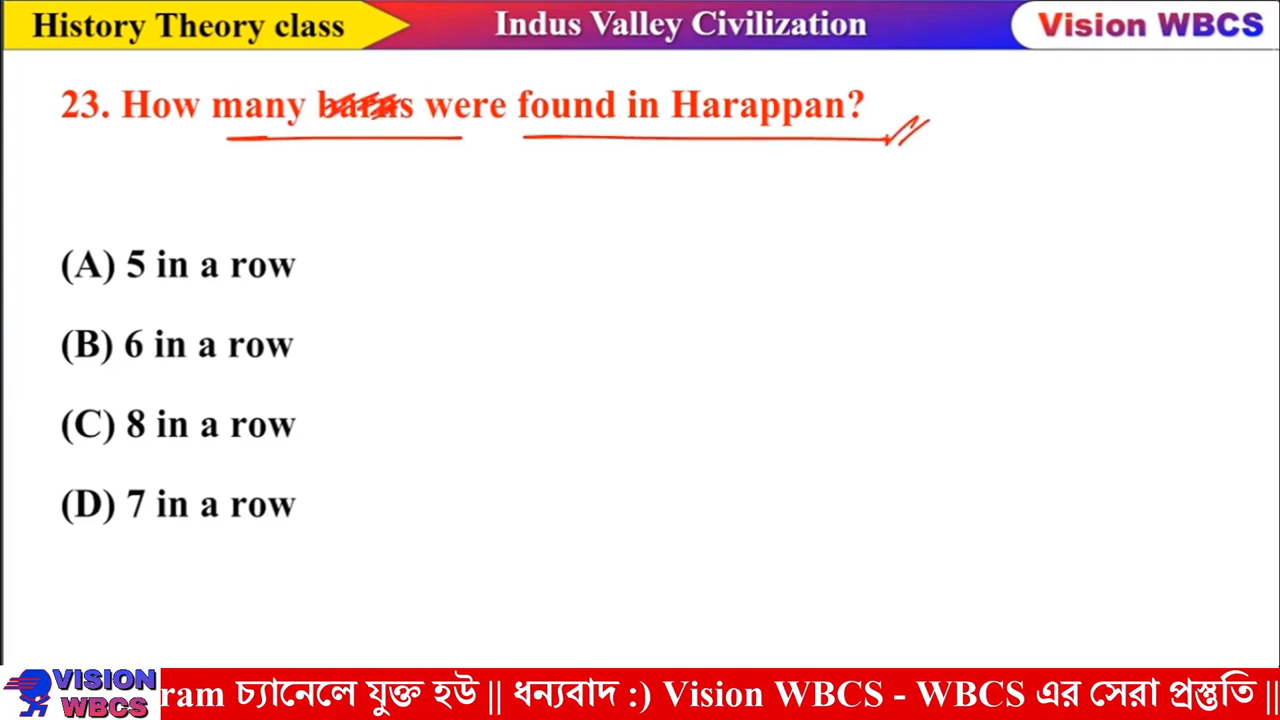 History Theory class
Indus Valley Civilization
Vision WBCS
23. How many barns were found in Harappan?
(A) 5 in a row
(B) 6 in a row
(C) 8 in a row
(D) 7 in a row
VISION
WBCS
ram চ্যানেলে যুক্ত হউ || ধন্যবাদ :) Vision WBCS - WBCS এর সেরা প্রস্তুতি ||